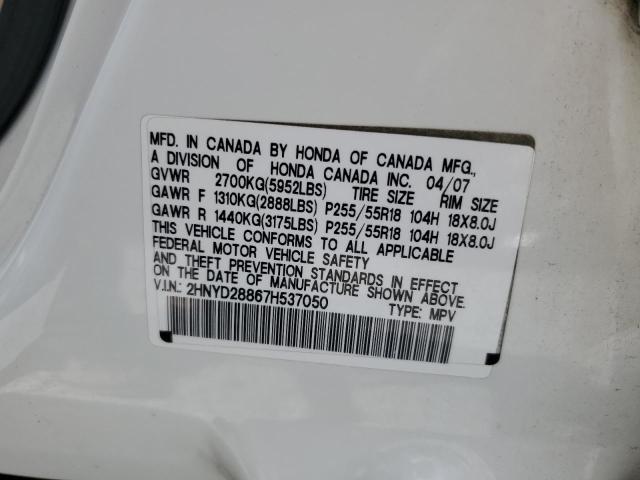 MFD. IN CANADA BY HONDA OF CANADA MFG.,
A DIVISION OF HONDA CANADA INC. 04/07
GVWR 2700KG(5952LBS) TIRE SIZE RIM SIZE
GAWR F 1310KG(2888LBS) P255/55R18 104H 18X8.0J
GAWR R 1440KG(3175LBS) P255/55R18 104H 18X8.0J
THIS VEHICLE CONFORMS TO ALL APPLICABLE
FEDERAL MOTOR VEHICLE SAFETY
AND THEFT PREVENTION STANDARDS IN EFFECT
ON THE DATE OF MANUFACTURE SHOWN ABOVE.
V.I.N.: 2HNYD28867H537050 TYPE: MPV